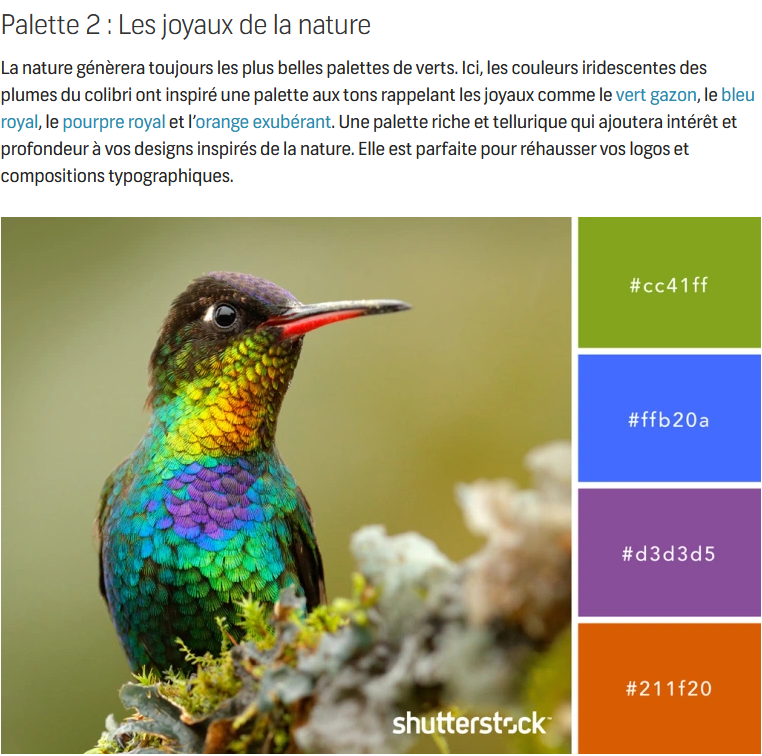 Palette 2 : Les joyaux de la nature
La nature génèrera toujours les plus belles palettes de verts. Ici, les couleurs iridescentes des
plumes du colibri ont inspiré une palette aux tons rappelant les joyaux comme le vert gazon, le bleu
royal, le pourpre royal et l’orange exubérant. Une palette riche et tellurique qui ajoutera intérêt et
profondeur à vos designs inspirés de la nature. Elle est parfaite pour réhausser vos logos et
compositions typographiques.
#cc41ff
#ffb20a
#d3d3d5
#211f20
shutterstock